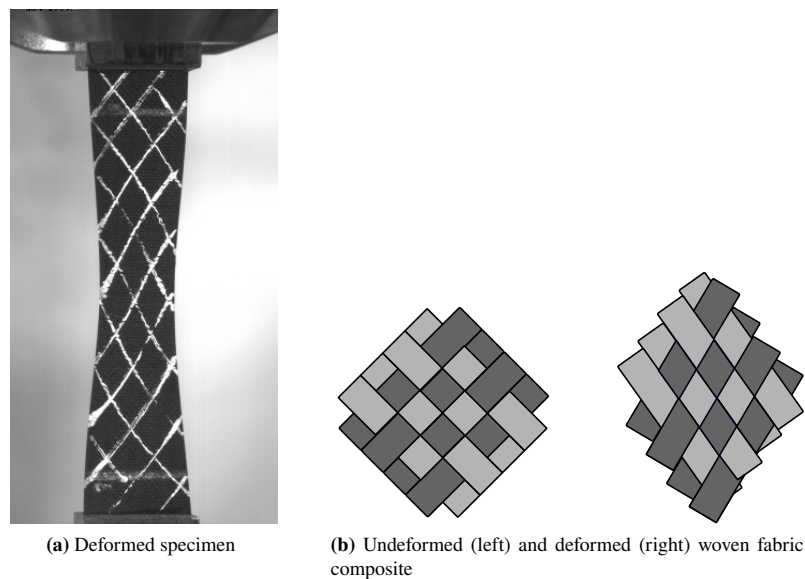 (a) Deformed specimen
(b) Undeformed (left) and deformed (right) woven fabric
composite